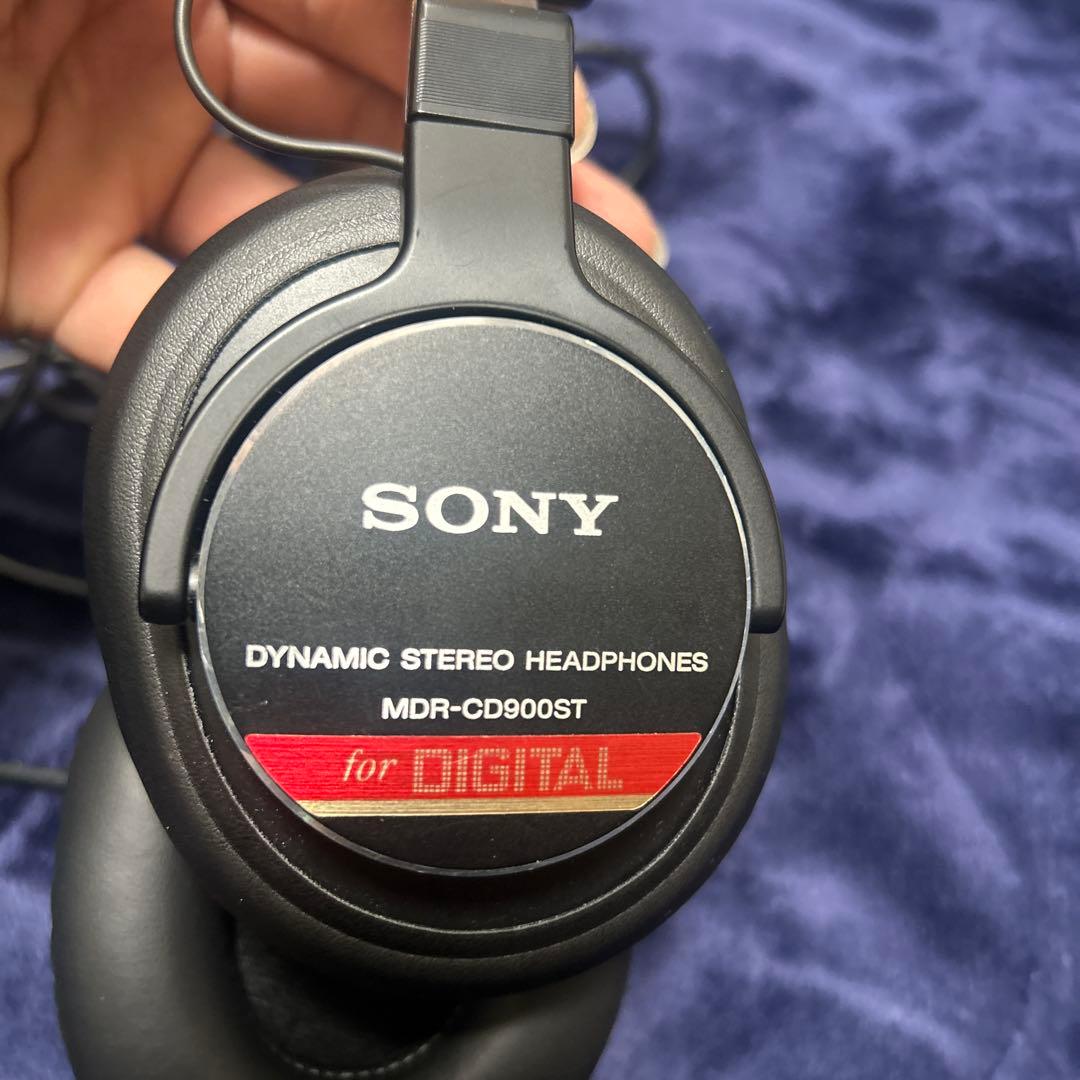 SONY
DYNAMIC STEREO HEADPHONES
MDR-CD900ST
for DIGITAL